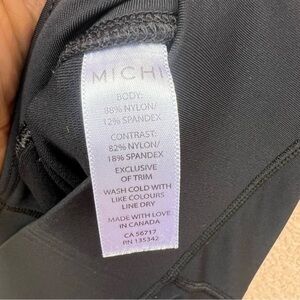 MICHI
BODY:
88% NYLON/
12% SPANDEX
CONTRAST:
82% NYLON/
18% SPANDEX
EXCLUSIVE
OF TRIM
WASH COLD WITH
LIKE COLOURS
LINE DRY
MADE WITH LOVE
IN CANADA
CA 56717
PN 135342